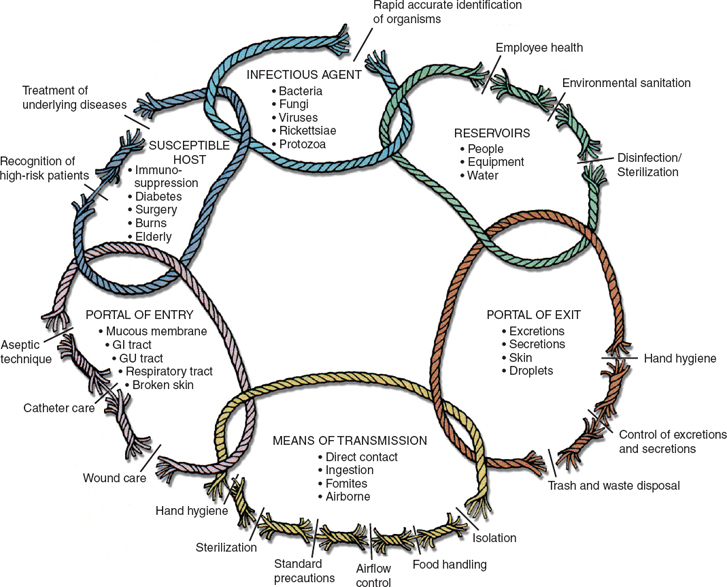 Rapid accurate identification
of organisms
INFECTIOUS AGENT
• Bacteria
• Fungi
• Viruses
• Rickettsiae
• Protozoa
Employee health
Environmental sanitation
RESERVOIRS
• People
• Equipment
• Water
Disinfection/
Sterilization
PORTAL OF EXIT
• Excretions
• Secretions
• Skin
• Droplets
Hand hygiene
Control of excretions
and secretions
Trash and waste disposal
MEANS OF TRANSMISSION
• Direct contact
• Ingestion
• Fomites
• Airborne
Isolation
Food handling
Airflow
control
Standard
precautions
Sterilization
Hand hygiene
PORTAL OF ENTRY
• Mucous membrane
• GI tract
• GU tract
• Respiratory tract
• Broken skin
Wound care
Catheter care
Aseptic
technique
SUSCEPTIBLE
HOST
• Immuno-
suppression
• Diabetes
• Surgery
• Burns
• Elderly
Recognition of
high-risk patients
Treatment of
underlying diseases